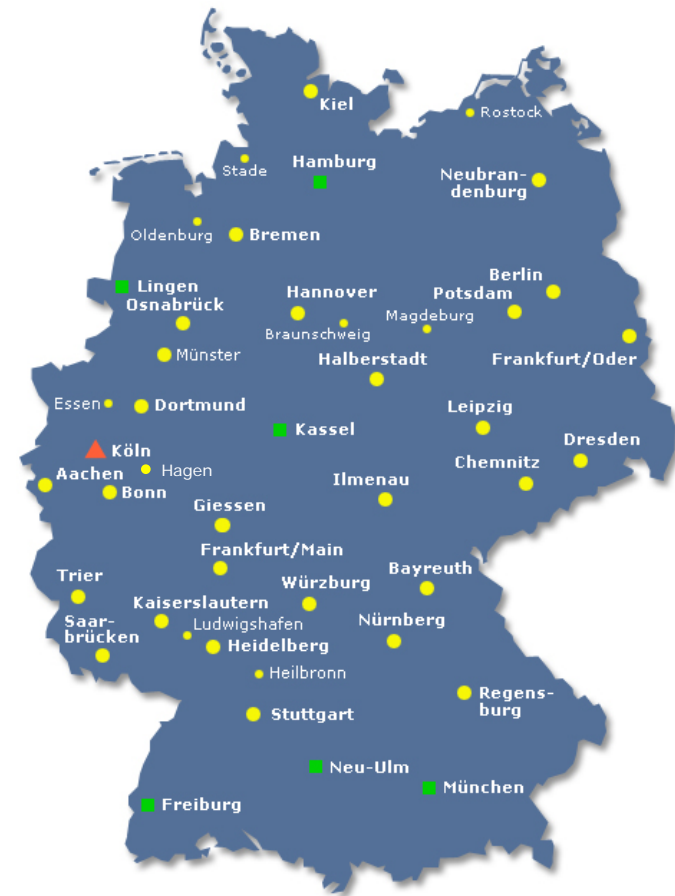 Kiel
Rostock
Stade
Hamburg
Neubran-
denburg
Oldenburg
Bremen
Lingen
Osnabrück
Hannover
Berlin
Potsdam
Magdeburg
Braunschweig
Münster
Halberstadt
Frankfurt/Oder
Essen
Dortmund
Leipzig
Kassel
Dresden
Köln
Hagen
Chemnitz
Aachen
Bonn
Ilmenau
Giessen
Frankfurt/Main
Trier
Würzburg
Bayreuth
Kaiserslautern
Saar-
brücken
Ludwigshafen
Nürnberg
Heidelberg
Heilbronn
Regens-
burg
Stuttgart
Neu-Ulm
München
Freiburg